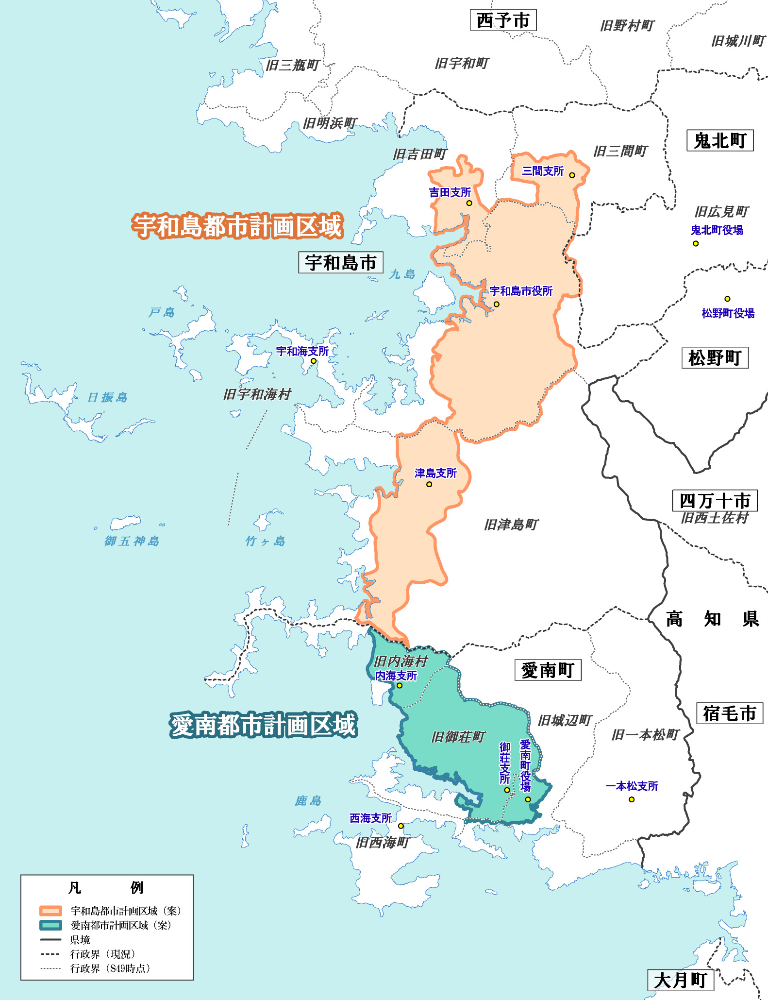 西予市
旧野村町
旧城川町
旧三瓶町
旧宇和町
旧明浜町
鬼北町
旧吉田町
旧三間町
三間支所
吉田支所
旧広見町
宇和島都市計画区域
鬼北町役場
宇和島市
九島
宇和島市役所
戸島
松野町役場
宇和海支所
松野町
旧宇和海村
日振島
津島支所
四万十市
旧西土佐村
旧津島町
御五神島
竹ヶ島
高知県
旧内海村
愛南町
内海支所
宿毛市
愛南都市計画区域
旧城辺町
旧一本松町
旧御荘町
御荘支所
愛南町役場
一本松支所
鹿島
西海支所
旧西海町
凡例
宇和島都市計画区域（案）
愛南都市計画区域（案）
県境
行政界（現況）
行政界（S49時点）
大月町